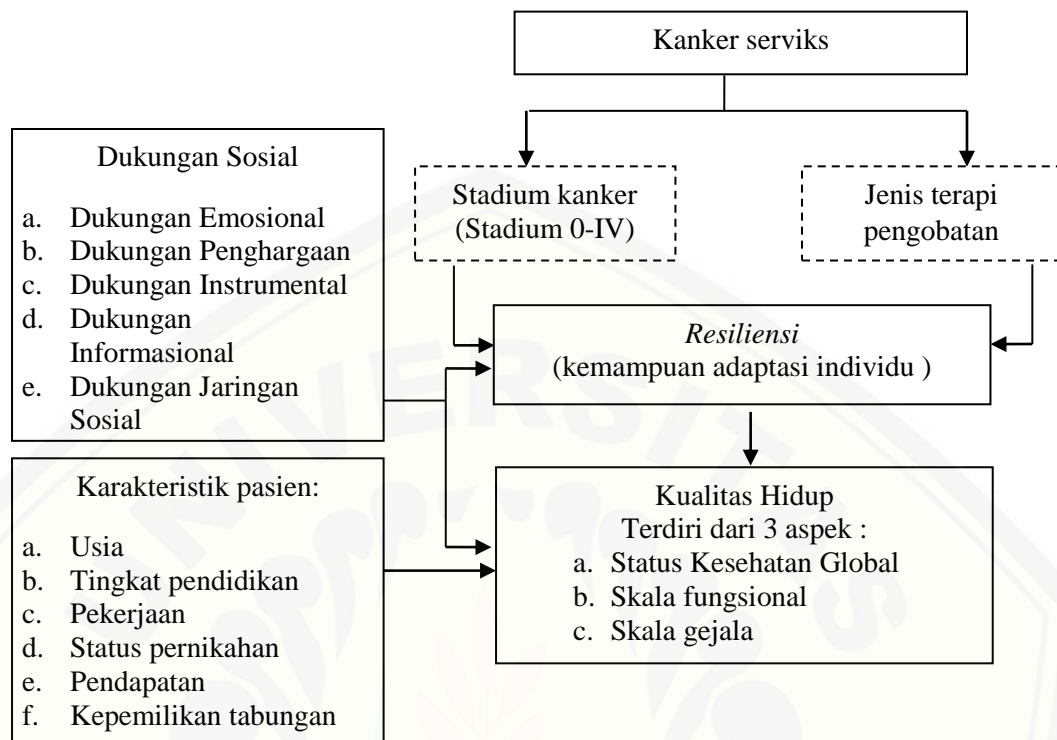 Kanker serviks
Dukungan Sosial
a. Dukungan Emosional
b. Dukungan Penghargaan
c. Dukungan Instrumental
d. Dukungan
Informasional
e. Dukungan Jaringan
Sosial
Stadium kanker
(Stadium 0-IV)
Jenis terapi
pengobatan
Resiliensi
(kemampuan adaptasi individu )
Karakteristik pasien:
a. Usia
b. Tingkat pendidikan
c. Pekerjaan
d. Status pernikahan
e. Pendapatan
f. Kepemilikan tabungan
Kualitas Hidup
Terdiri dari 3 aspek :
a. Status Kesehatan Global
b. Skala fungsional
c. Skala gejala
UNIVERSITAS